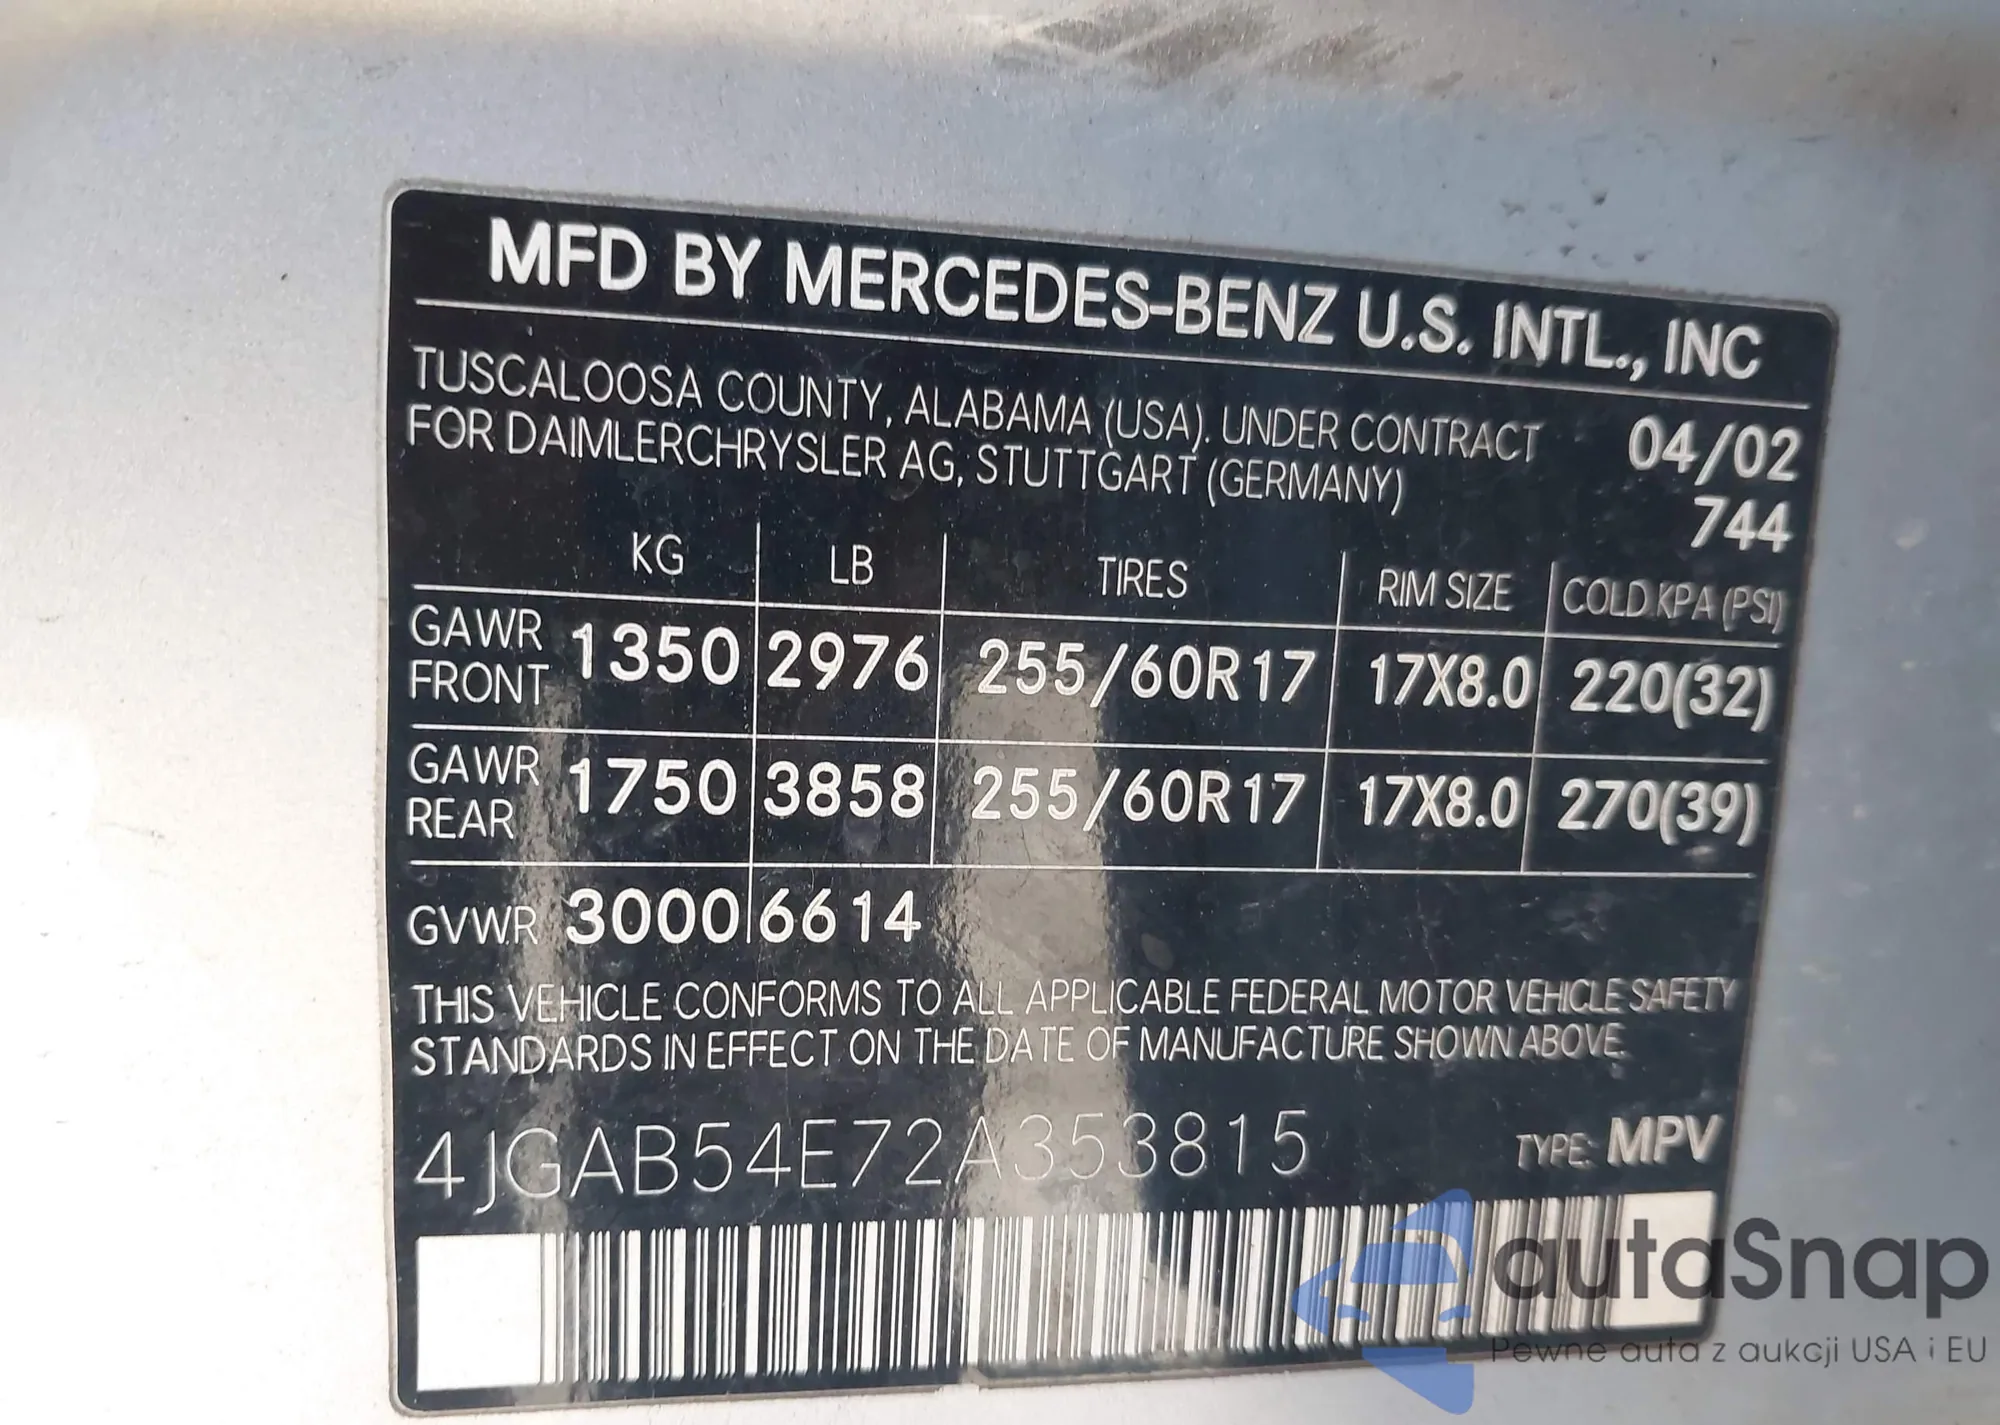 MFD BY MERCEDES-BENZ U.S. INTL., INC
TUSCALOOSA COUNTY, ALABAMA (USA). UNDER CONTRACT
FOR DAIMLERCHRYSLER AG, STUTTGART (GERMANY)
04/02
744
KG LB TIRES RIM SIZE COLD KPA (PSI)
GAWR FRONT 1350 2976 255/60R17 17X8.0 220(32)
GAWR REAR 1750 3858 255/60R17 17X8.0 270(39)
GVWR 3000 6614
THIS VEHICLE CONFORMS TO ALL APPLICABLE FEDERAL MOTOR VEHICLE SAFETY
STANDARDS IN EFFECT ON THE DATE OF MANUFACTURE SHOWN ABOVE.
4JGAB54E72A353815 TYPE: MPV
autaSnap
Pewne auta z aukcji USA i EU